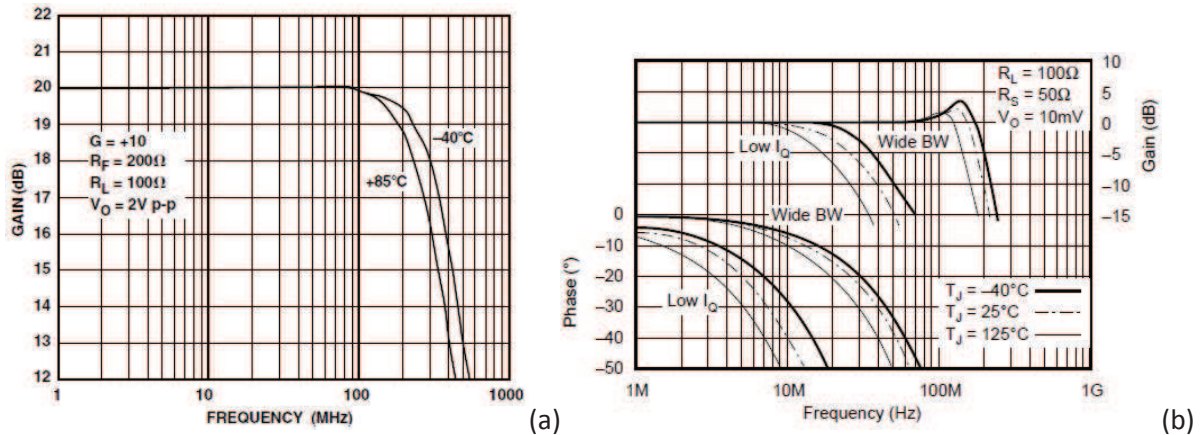 22
21
20
19
18
17
16
15
14
13
12
GAIN (dB)
G = +10
R_F = 200Ω
R_L = 100Ω
V_O = 2V p-p
–40°C
+85°C
1 10 100 1000
FREQUENCY (MHz)
(a)
R_L = 100Ω
R_S = 50Ω
V_O = 10mV
10
5
0
–5
–10
–15
Gain (dB)
Low I_Q
Wide BW
Wide BW
Low I_Q
0
–10
–20
–30
–40
–50
Phase (°)
T_J = –40°C
T_J = 25°C
T_J = 125°C
1M 10M 100M 1G
Frequency (Hz)
(b)